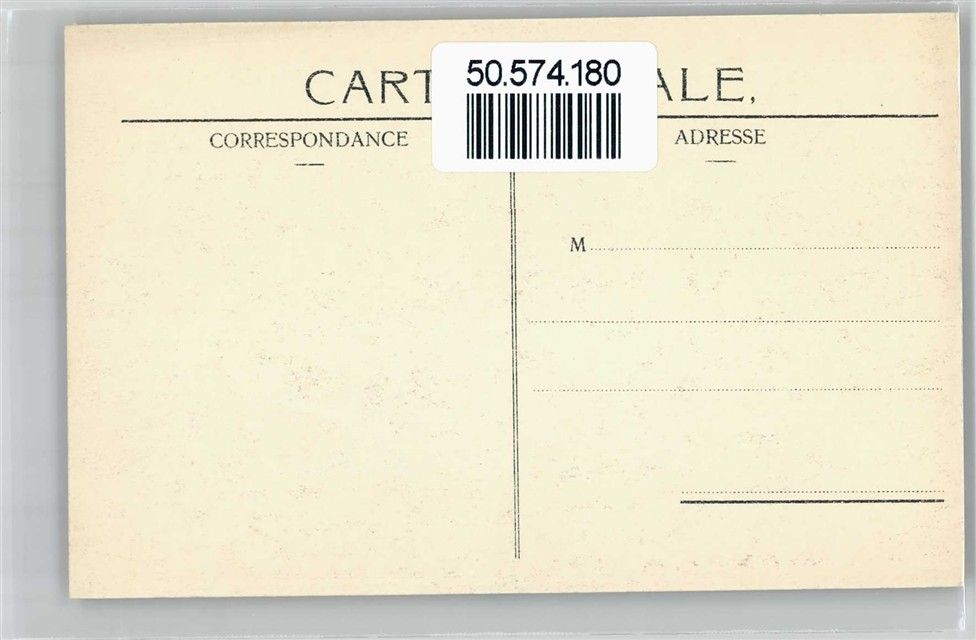 50.574.180
CART ALE,
CORRESPONDANCE
ADRESSE
M